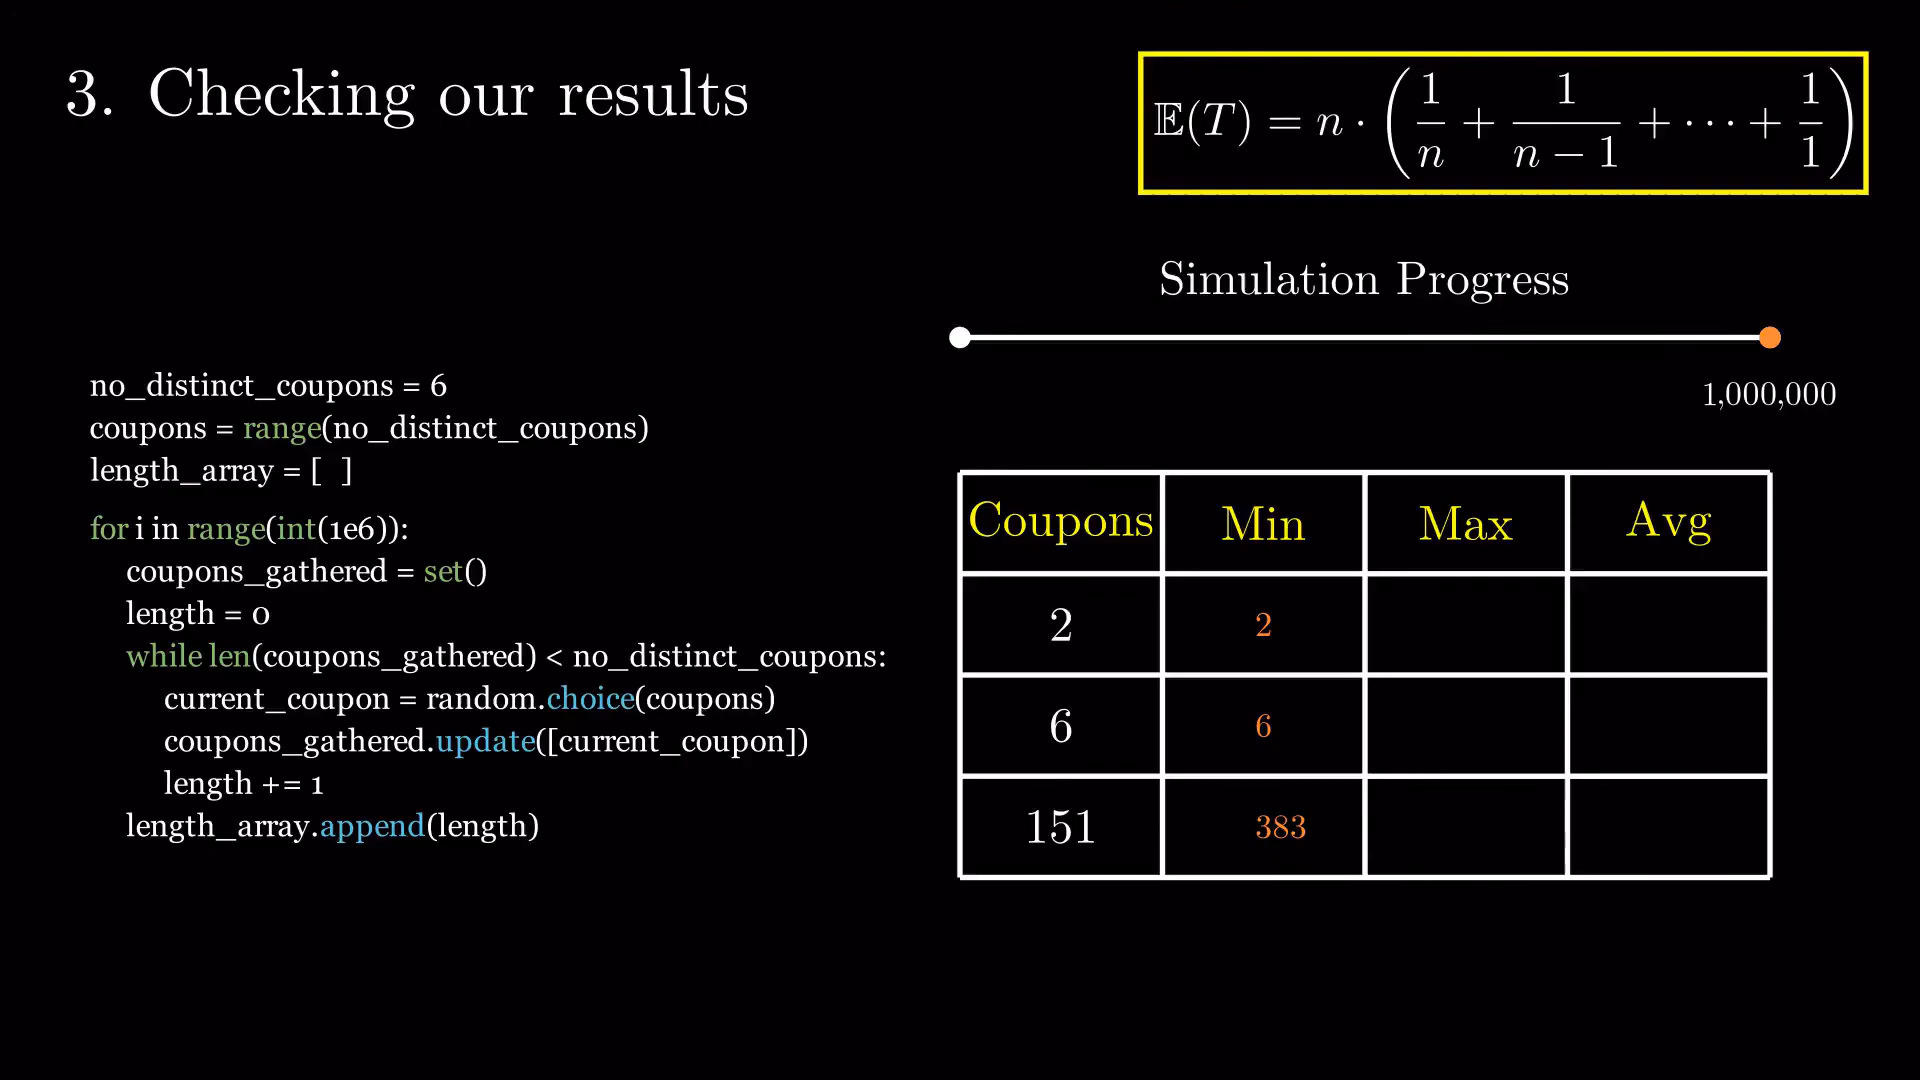 3. Checking our results
𝔼(T) = n · (1/n + 1/(n − 1) + ··· + 1/1)
Simulation Progress
1,000,000
no_distinct_coupons = 6
coupons = range(no_distinct_coupons)
length_array = [ ]
for i in range(int(1e6)):
coupons_gathered = set()
length = 0
while len(coupons_gathered) < no_distinct_coupons:
current_coupon = random.choice(coupons)
coupons_gathered.update([current_coupon])
length += 1
length_array.append(length)
Coupons Min Max Avg
2 2
6 6
151 383